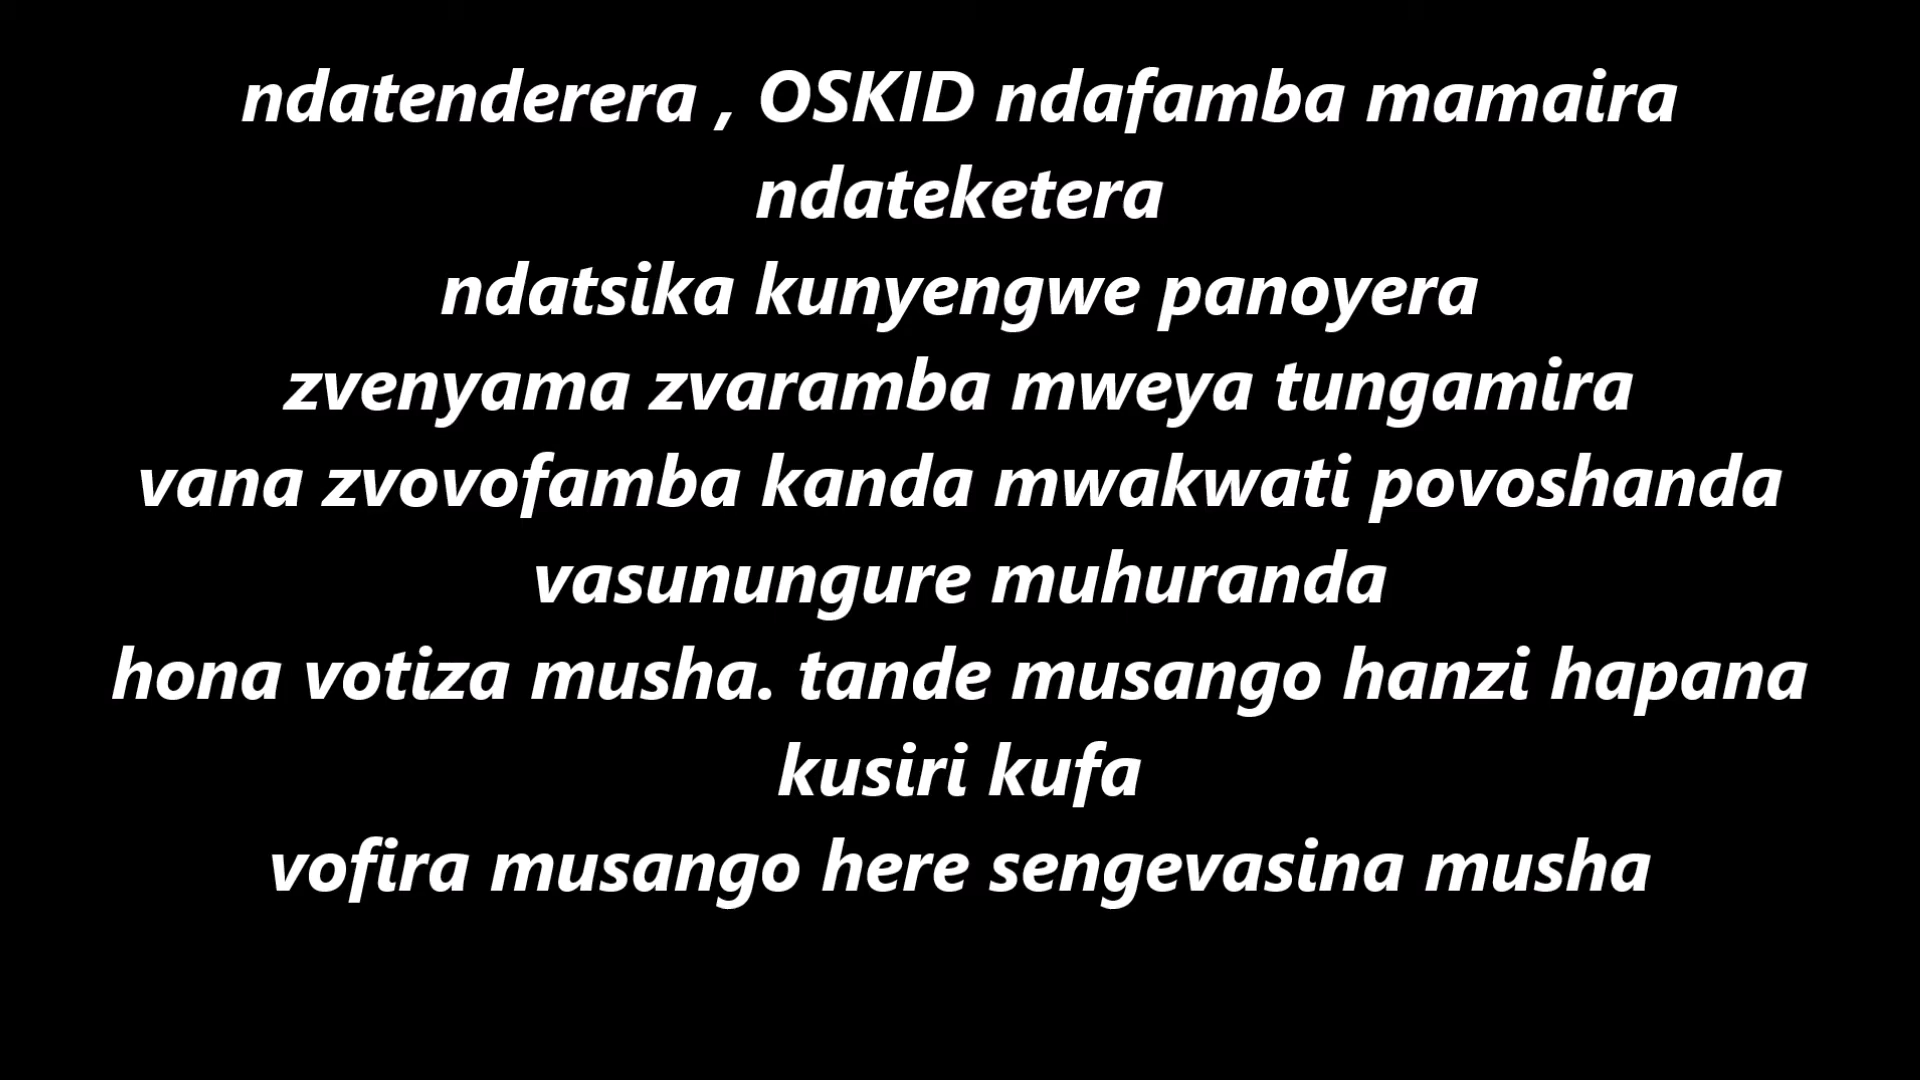 ndatenderera , OSKID ndafamba mamaira
ndateketera
ndatsika kunyengwe panoyera
zvenyama zvaramba mweya tungamira
vana zvovofamba kanda mwakwati povoshanda
vasunungure muhuranda
hona votiza musha. tande musango hanzi hapana
kusiri kufa
vofira musango here sengevasina musha